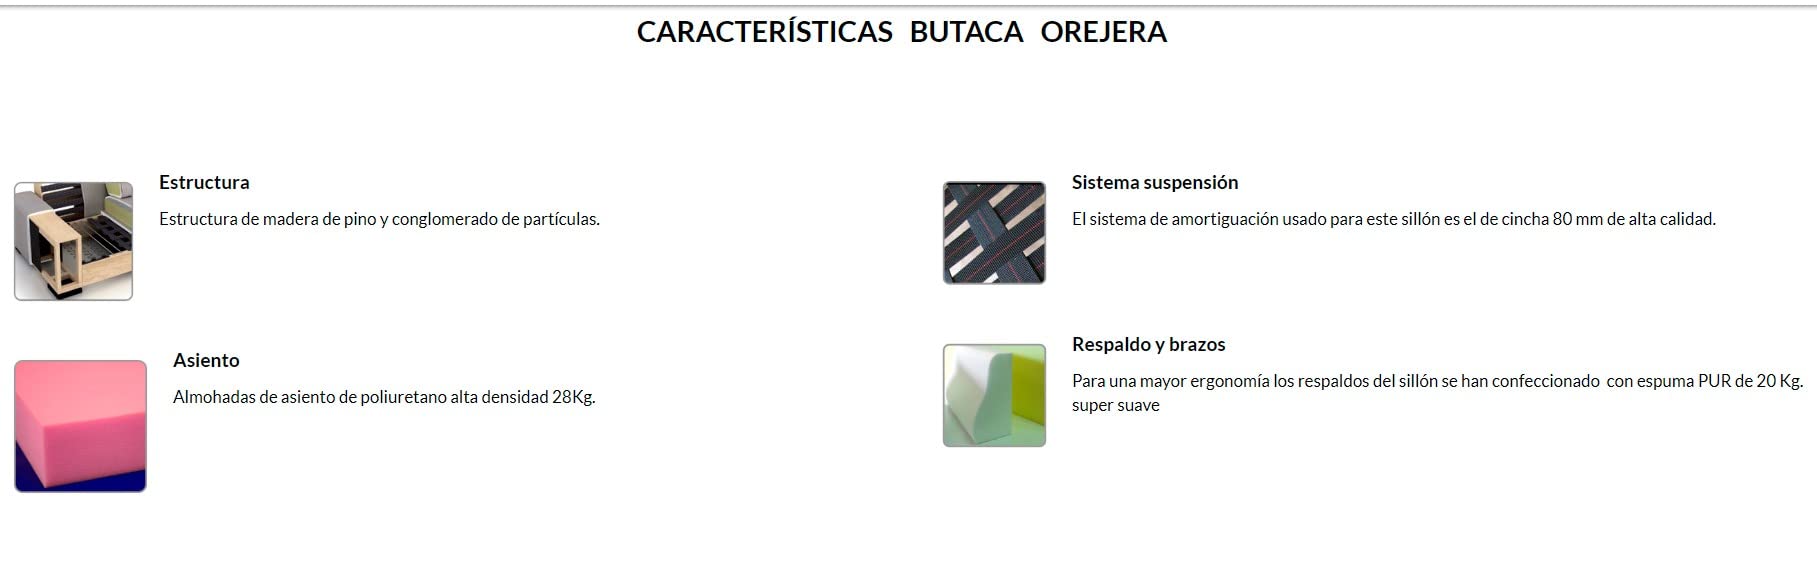 CARACTERÍSTICAS BUTACA OREJERA
Estructura
Estructura de madera de pino y conglomerado de partículas.
Sistema suspensión
El sistema de amortiguación usado para este sillón es el de cincha 80 mm de alta calidad.
Asiento
Almohadas de asiento de poliuretano alta densidad 28Kg.
Respaldo y brazos
Para una mayor ergonomía los respaldos del sillón se han confeccionado con espuma PUR de 20 Kg.
super suave